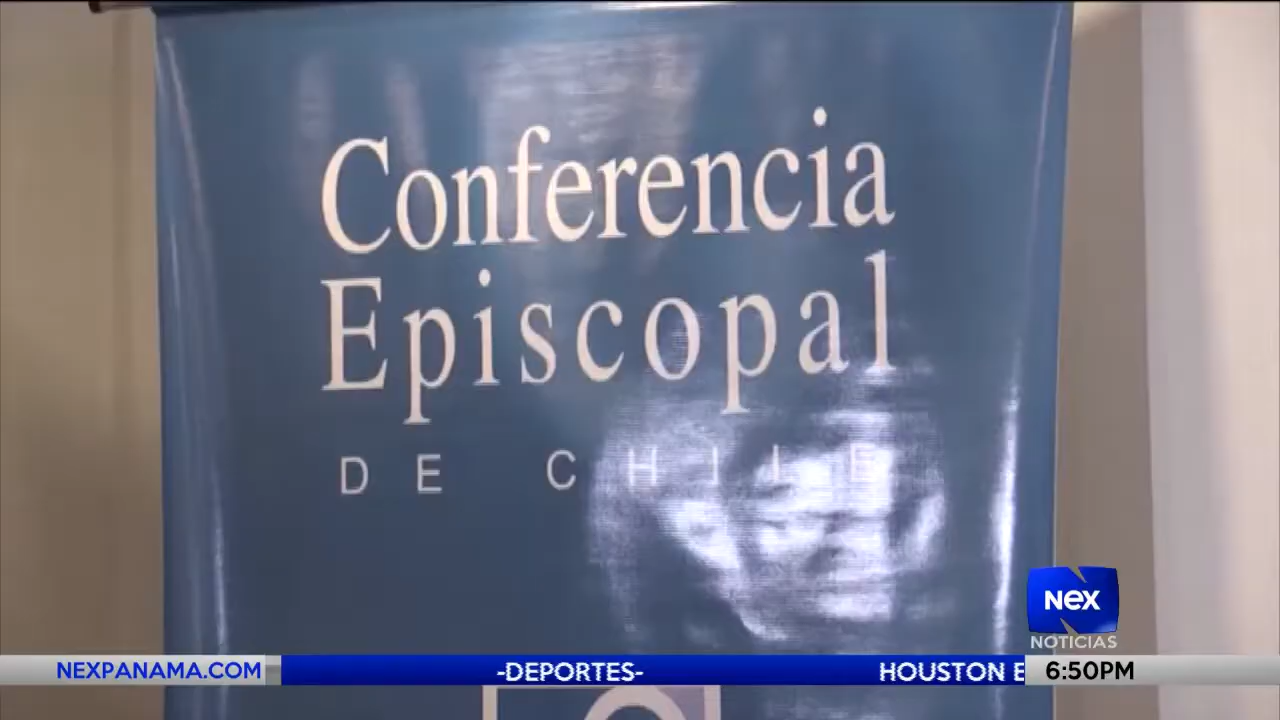 Conferencia
Episcopal
DE CHILE
Nex
NOTICIAS
NEXPANAMA.COM
-DEPORTES-
HOUSTON E
6:50PM